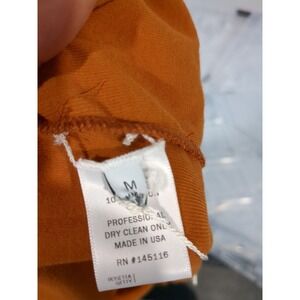 M
PROFESSIONAL
DRY CLEAN ONLY
MADE IN USA
RN #145116